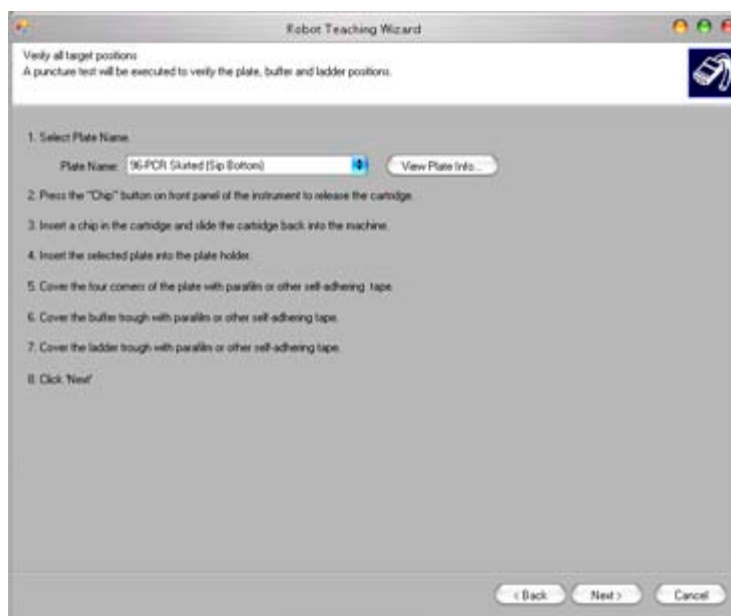 Robot Teaching Wizard
Verify all target positions
A puncture test will be executed to verify the plate, buffer and ladder positions.
1. Select Plate Name.
Plate Name: 96-PCR Skirted (Sip Bottom) View Plate Info...
2. Press the "Chip" button on front panel of the instrument to release the cartridge.
3. Insert a chip in the cartridge and slide the cartridge back into the machine.
4. Insert the selected plate into the plate holder.
5. Cover the four corners of the plate with parafilm or other self-adhering tape.
6. Cover the buffer trough with parafilm or other self-adhering tape.
7. Cover the ladder trough with parafilm or other self-adhering tape.
8. Click 'Next'
< Back Next > Cancel